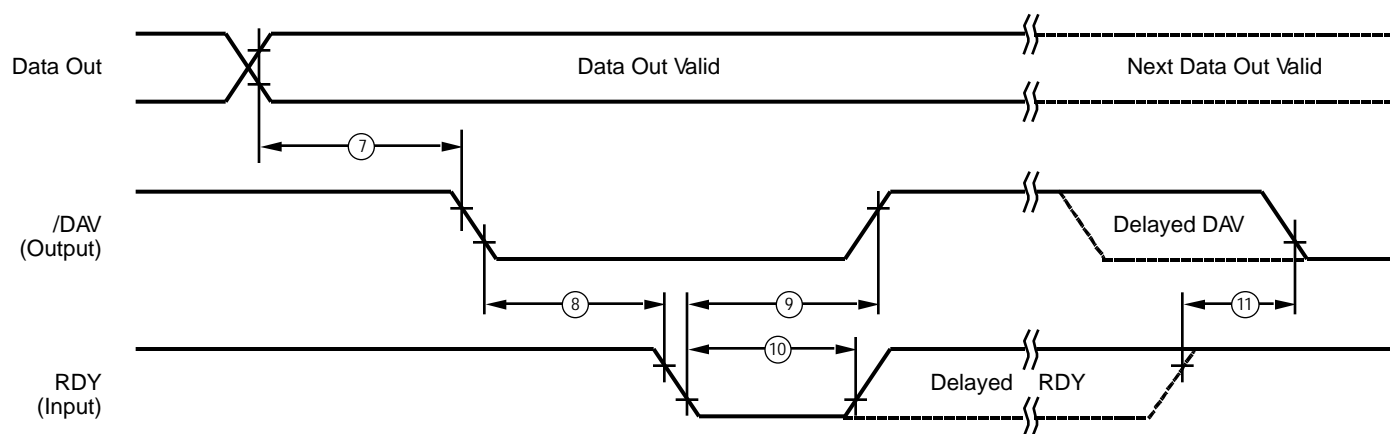 Data Out
Data Out Valid
Next Data Out Valid
7
/DAV
(Output)
Delayed DAV
8
9
11
10
RDY
(Input)
Delayed RDY